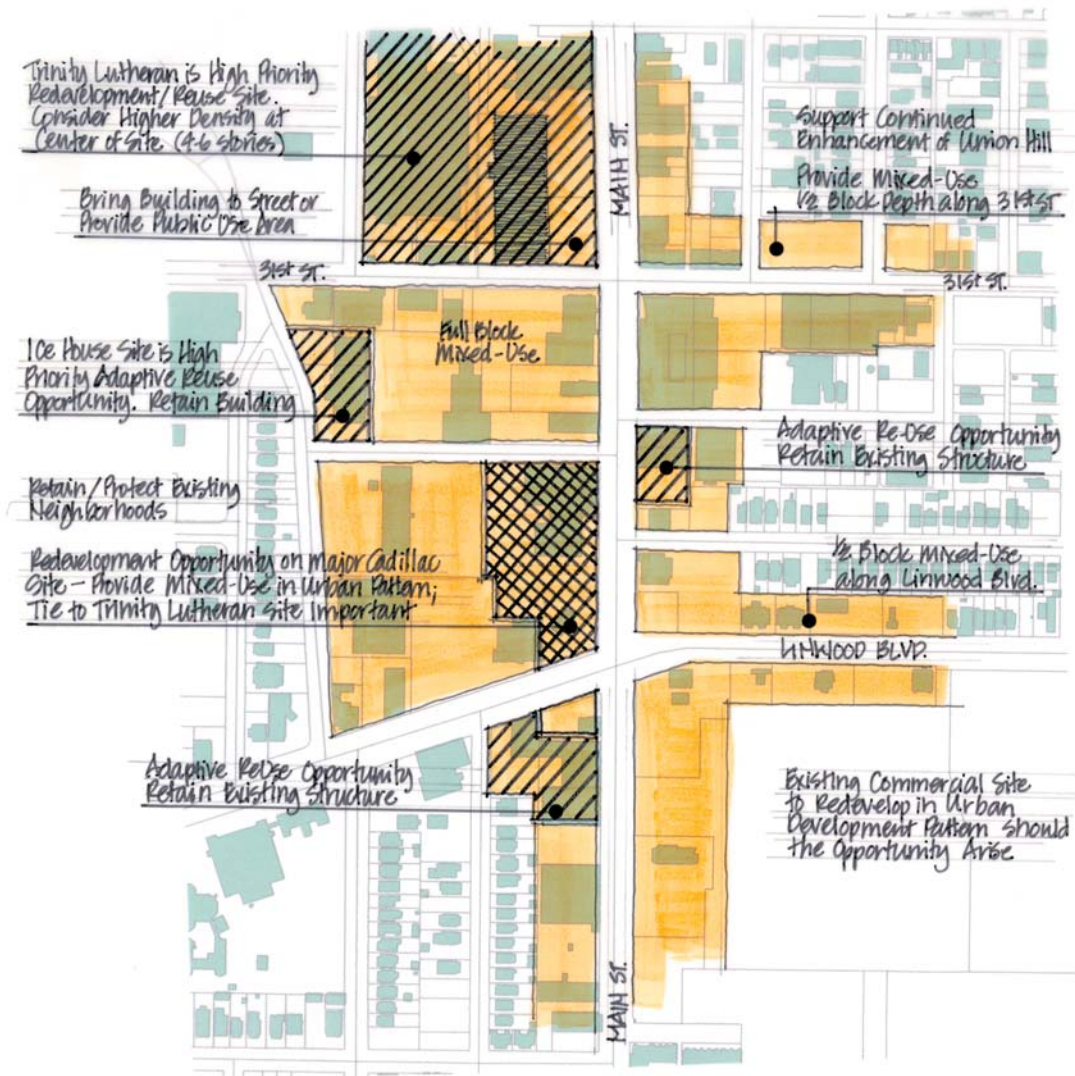 Trinity Lutheran is High Priority
Redevelopment/Reuse Site.
Consider Higher Density at
Center of Site (4-6 stories)
Bring Building to Street or
Provide Public Use Area
MAIN ST.
Support Continued
Enhancement of Union Hill
Provide Mixed-Use
1/2 Block Depth along 31st ST
31st ST.
31st ST.
Full Block
Mixed-Use
Ice House Site is High
Priority Adaptive Reuse
Opportunity. Retain Building
Adaptive Re-Use Opportunity
Retain Existing Structure
Retain/Protect Existing
Neighborhoods
Redevelopment Opportunity on Major Cadillac
Site - Provide Mixed-Use in Urban Pattern;
Tie to Trinity Lutheran Site Important
1/2 Block Mixed-Use
along Linwood Blvd.
LINWOOD BLVD.
Adaptive ReUse Opportunity
Retain Existing Structure
Existing Commercial Site
to Redevelop in Urban
Development Pattern should
the Opportunity Arise
MAIN ST.